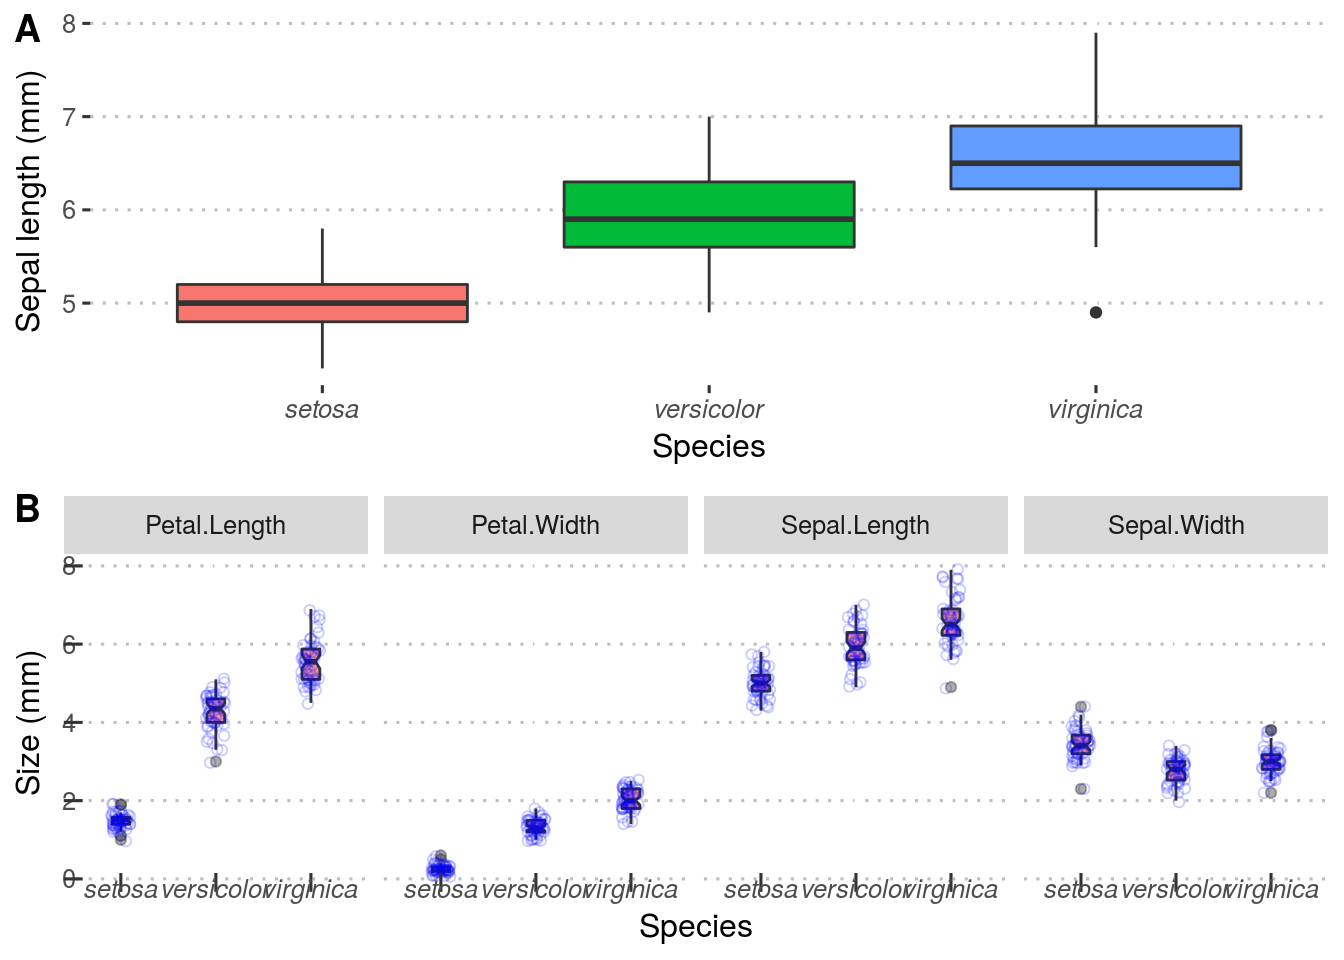 A
Sepal length (mm)
8
7
6
5
setosa versicolor virginica
Species
B
Petal.Length Petal.Width Sepal.Length Sepal.Width
Size (mm)
8
6
4
2
0
setosa versicolor virginica setosa versicolor virginica setosa versicolor virginica setosa versicolor virginica
Species